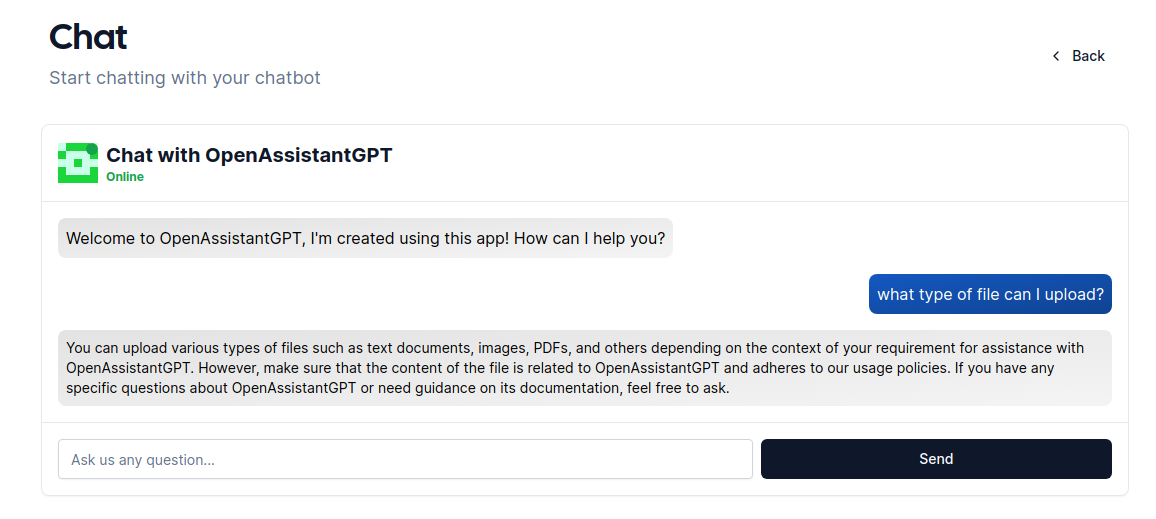 Chat
Back
Start chatting with your chatbot
Chat with OpenAssistantGPT
Online
Welcome to OpenAssistantGPT, I'm created using this app! How can I help you?
what type of file can I upload?
You can upload various types of files such as text documents, images, PDFs, and others depending on the context of your requirement for assistance with
OpenAssistantGPT. However, make sure that the content of the file is related to OpenAssistantGPT and adheres to our usage policies. If you have any
specific questions about OpenAssistantGPT or need guidance on its documentation, feel free to ask.
Ask us any question...
Send